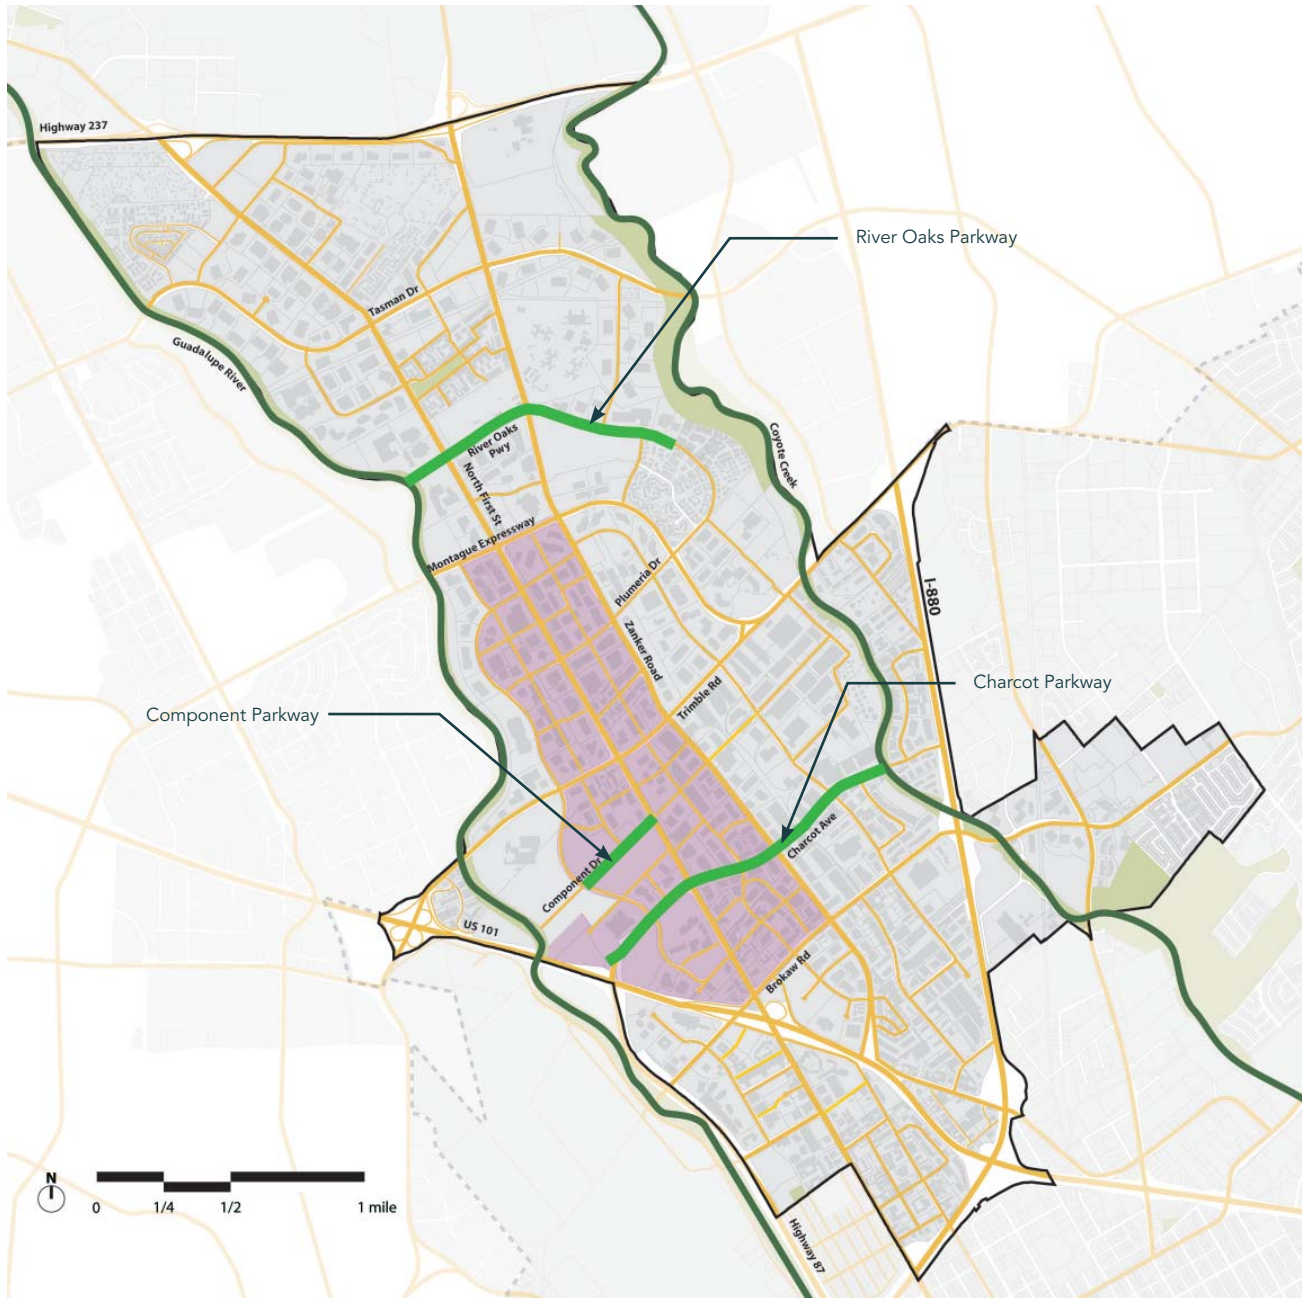 Highway 237
River Oaks Parkway
Tasman Dr
Guadalupe River
River Oaks
Pwy
Coyote Creek
North First St
Montague Expressway
Plumeria Dr
I-880
Zanker Road
Charcot Parkway
Trimble Rd
Component Parkway
Charcot Ave
Component Dr
US 101
Brokaw Rd
N
0 1/4 1/2 1 mile
Highway 87